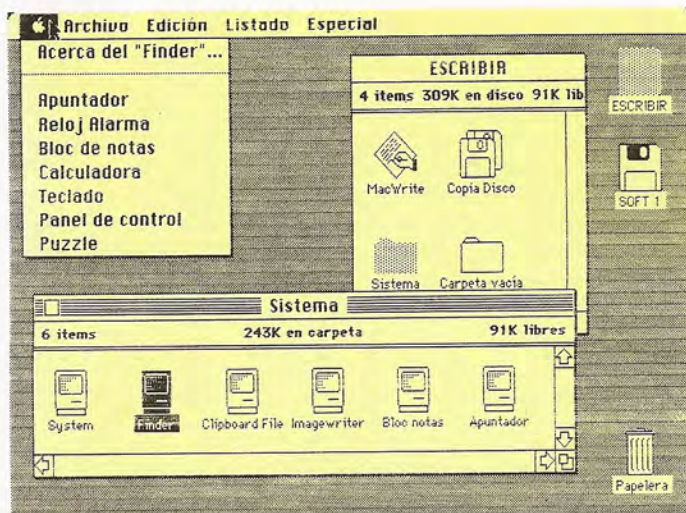 Archivo Edición Listado Especial
Acerca del "Finder"...
Apuntador
Reloj Alarma
Bloc de notas
Calculadora
Teclado
Panel de control
Puzzle
ESCRIBIR
4 items 309K en disco 91K lib
MacWrite Copia Disco
Sistema Carpeta vacía
ESCRIBIR
SOFT 1
Sistema
6 items 243K en carpeta 91K libres
System Finder Clipboard File Imagewriter Bloc notas Apuntador
Papelera